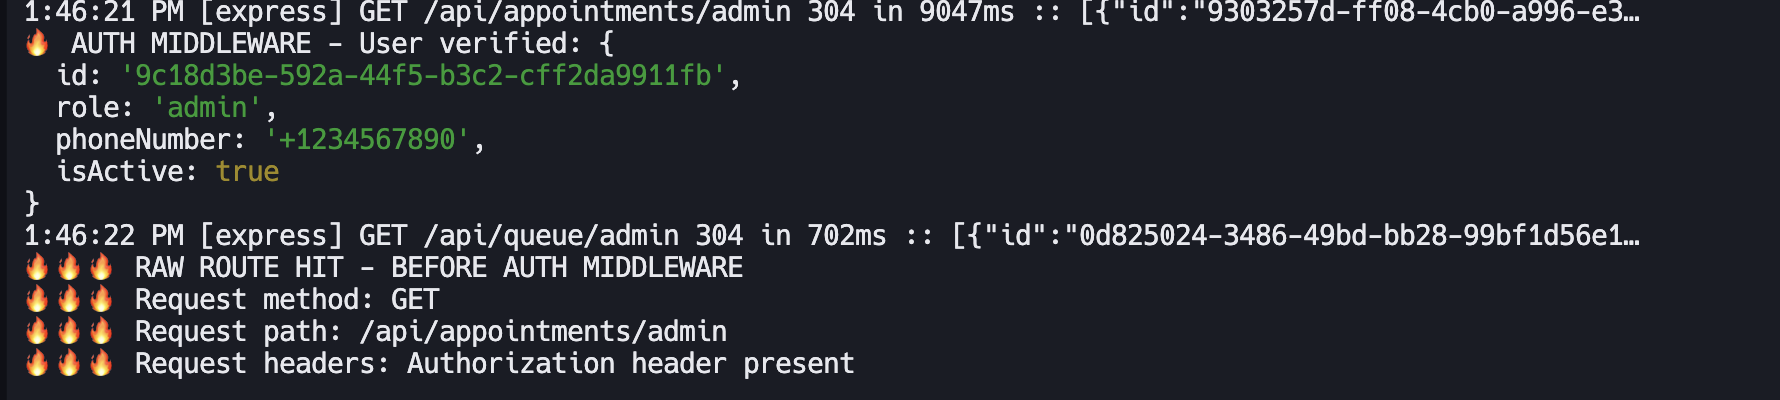 1:46:21 PM [express] GET /api/appointments/admin 304 in 9047ms :: [{"id":"9303257d-ff08-4cb0-a996-e3…
🔥 AUTH MIDDLEWARE - User verified: {
  id: '9c18d3be-592a-44f5-b3c2-cff2da9911fb',
  role: 'admin',
  phoneNumber: '+1234567890',
  isActive: true
}
1:46:22 PM [express] GET /api/queue/admin 304 in 702ms :: [{"id":"0d825024-3486-49bd-bb28-99bf1d56e1…
🔥🔥🔥 RAW ROUTE HIT - BEFORE AUTH MIDDLEWARE
🔥🔥🔥 Request method: GET
🔥🔥🔥 Request path: /api/appointments/admin
🔥🔥🔥 Request headers: Authorization header present